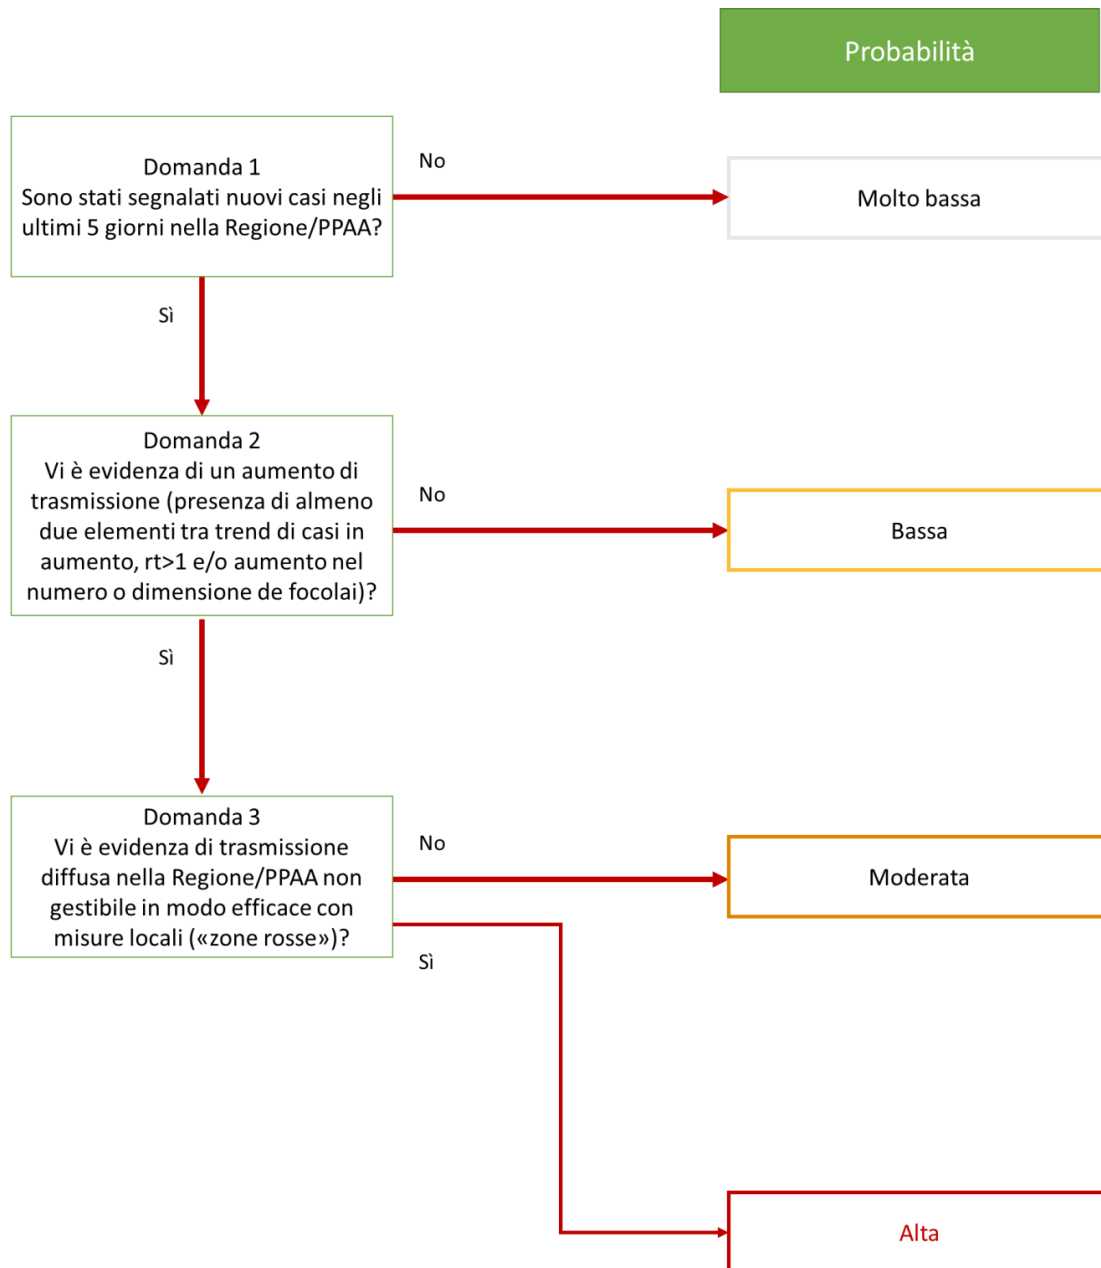 Probabilità
Domanda 1
Sono stati segnalati nuovi casi negli
ultimi 5 giorni nella Regione/PPAA?
No
Molto bassa
Sì
Domanda 2
Vi è evidenza di un aumento di
trasmissione (presenza di almeno
due elementi tra trend di casi in
aumento, rt>1 e/o aumento nel
numero o dimensione de focolai)?
No
Bassa
Sì
Domanda 3
Vi è evidenza di trasmissione
diffusa nella Regione/PPAA non
gestibile in modo efficace con
misure locali («zone rosse»)?
No
Moderata
Sì
Alta